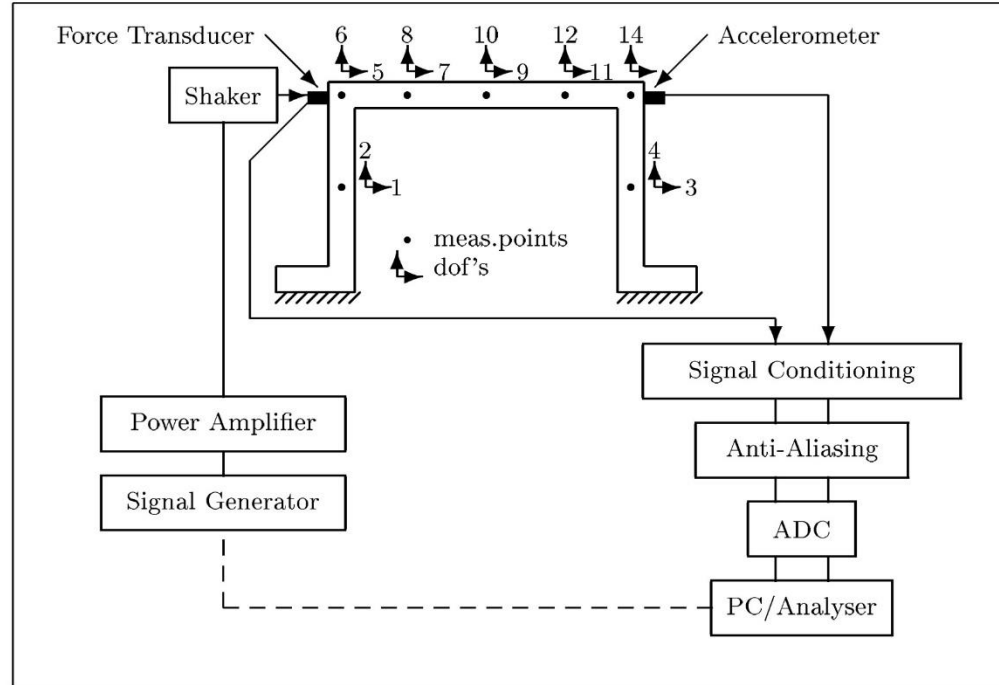 Force Transducer
6
8
10
12
14
Accelerometer
5
7
9
11
Shaker
2
1
4
3
meas.points
dof's
Signal Conditioning
Power Amplifier
Anti-Aliasing
Signal Generator
ADC
PC/Analyser